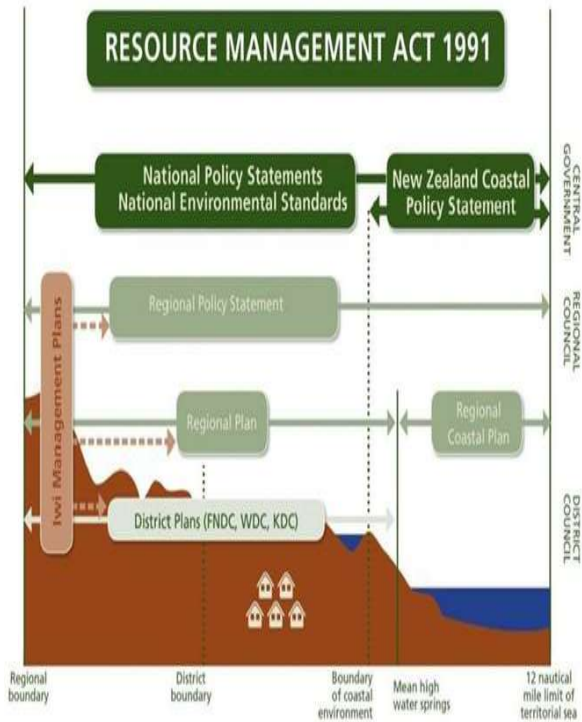 RESOURCE MANAGEMENT ACT 1991
National Policy Statements
National Environmental Standards
New Zealand Coastal
Policy Statement
CENTRAL
GOVERNMENT
Regional Policy Statement
REGIONAL
COUNCIL
Iwi Management Plans
Regional Plan
Regional
Coastal Plan
District Plans (FNDC, WDC, KDC)
DISTRICT
COUNCIL
Regional
boundary
District
boundary
Boundary
of coastal
environment
Mean high
water springs
12 nautical
mile limit of
territorial sea